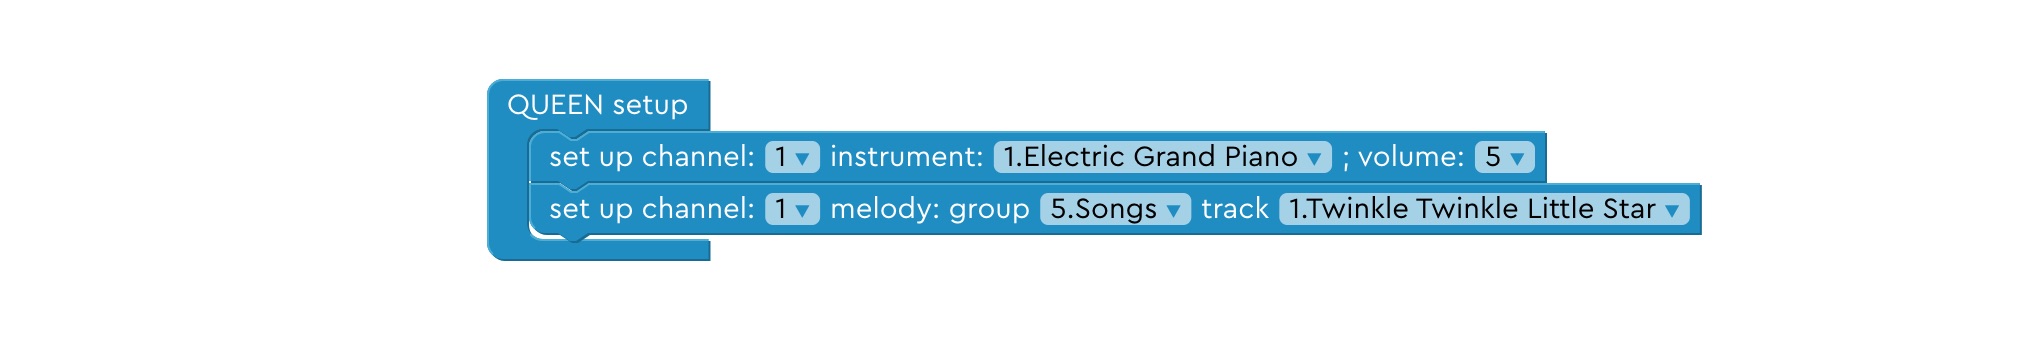 QUEEN setup
set up channel: 1 instrument: 1.Electric Grand Piano ; volume: 5
set up channel: 1 melody: group 5.Songs track 1.Twinkle Twinkle Little Star